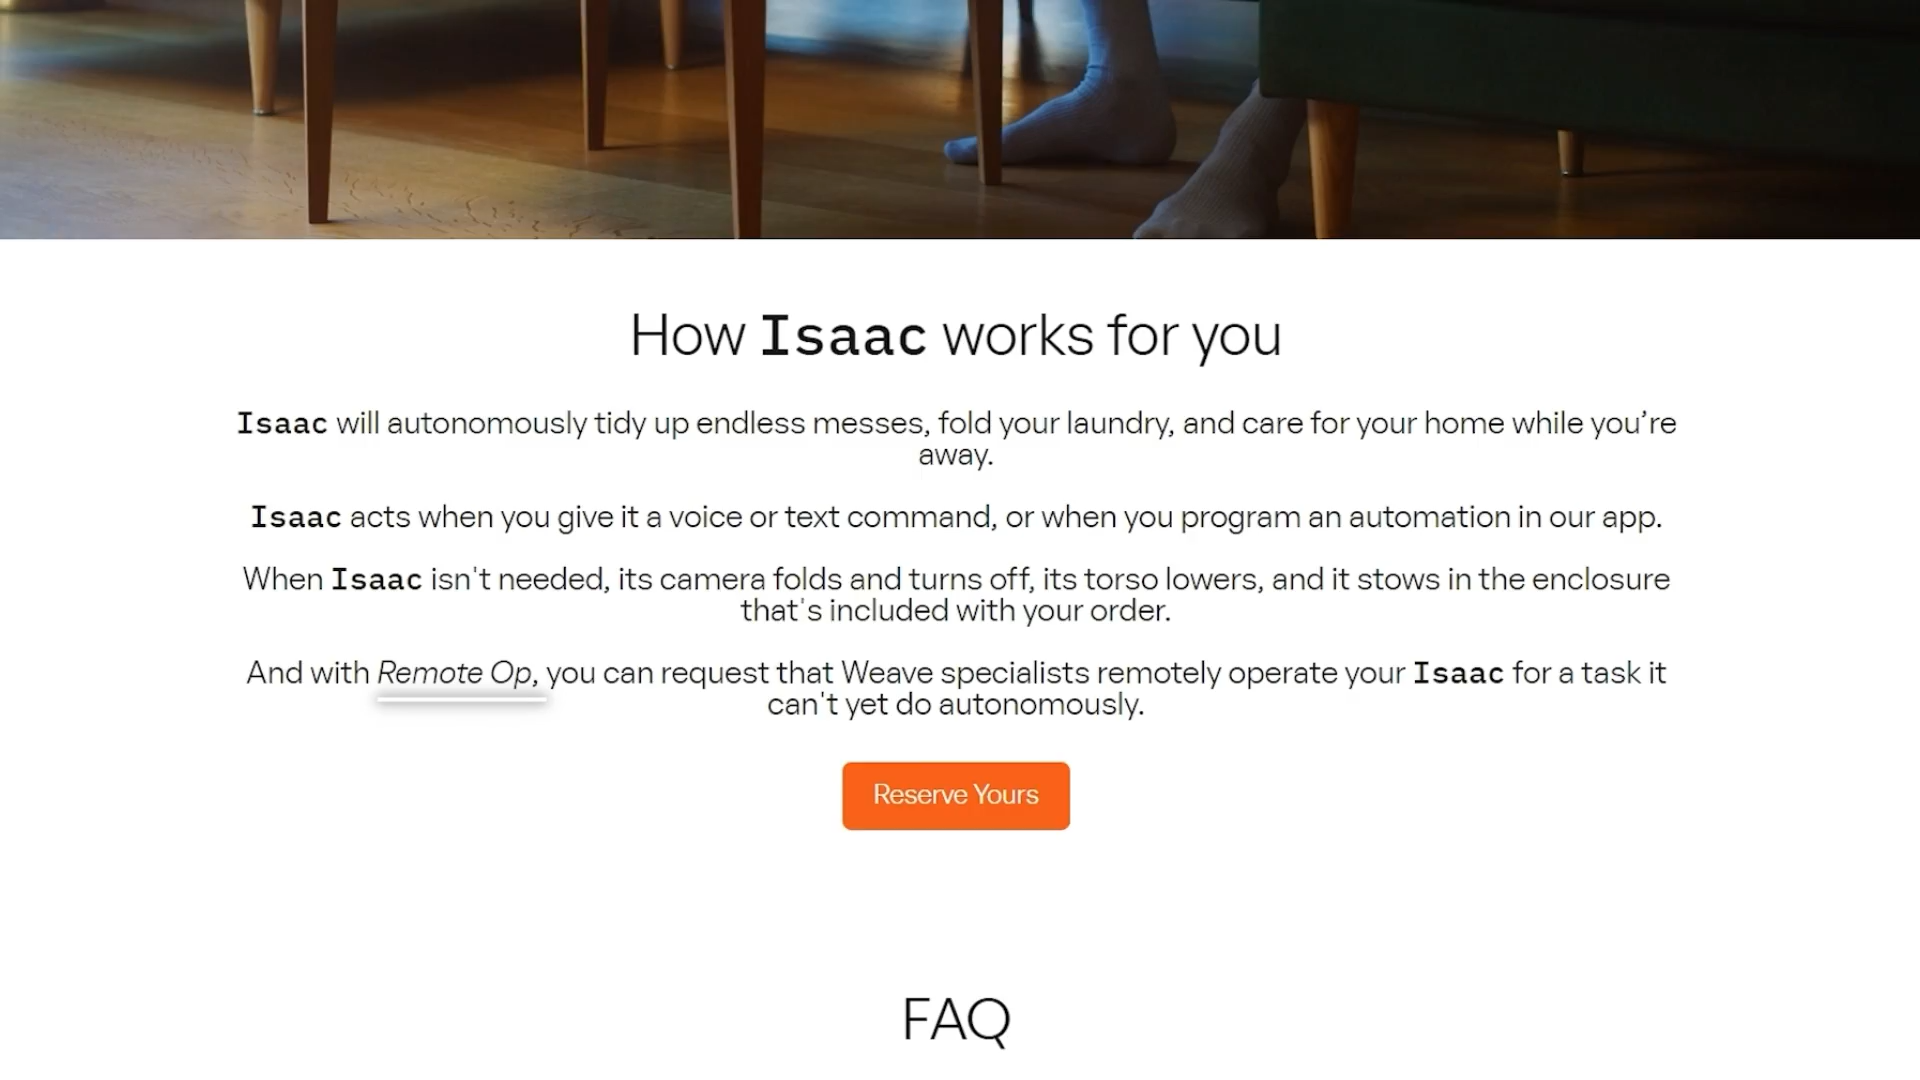 How Isaac works for you
Isaac will autonomously tidy up endless messes, fold your laundry, and care for your home while you’re
away.
Isaac acts when you give it a voice or text command, or when you program an automation in our app.
When Isaac isn't needed, its camera folds and turns off, its torso lowers, and it stows in the enclosure
that's included with your order.
And with Remote Op, you can request that Weave specialists remotely operate your Isaac for a task it
can't yet do autonomously.
Reserve Yours
FAQ